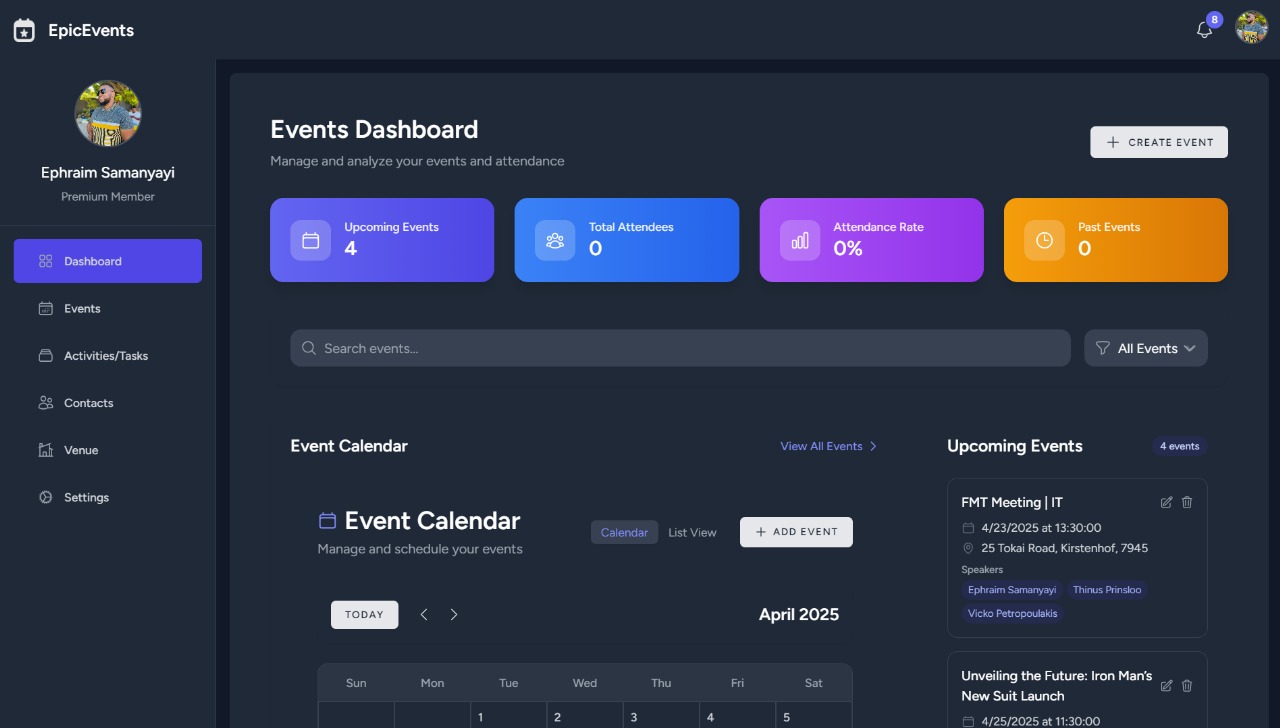 EpicEvents
8
Ephraim Samanyayi
Premium Member
Dashboard
Events
Activities/Tasks
Contacts
Venue
Settings
Events Dashboard
Manage and analyze your events and attendance
CREATE EVENT
Upcoming Events
4
Total Attendees
0
Attendance Rate
0%
Past Events
0
Search events...
All Events
Event Calendar
View All Events
Event Calendar
Manage and schedule your events
Calendar
List View
ADD EVENT
TODAY
April 2025
Sun Mon Tue Wed Thu Fri Sat
1 2 3 4 5
Upcoming Events
4 events
FMT Meeting | IT
4/23/2025 at 13:30:00
25 Tokai Road, Kirstenhof, 7945
Speakers
Ephraim Samanyayi Thinus Prinsloo
Vicko Petropoulakis
Unveiling the Future: Iron Man's
New Suit Launch
4/25/2025 at 11:30:00